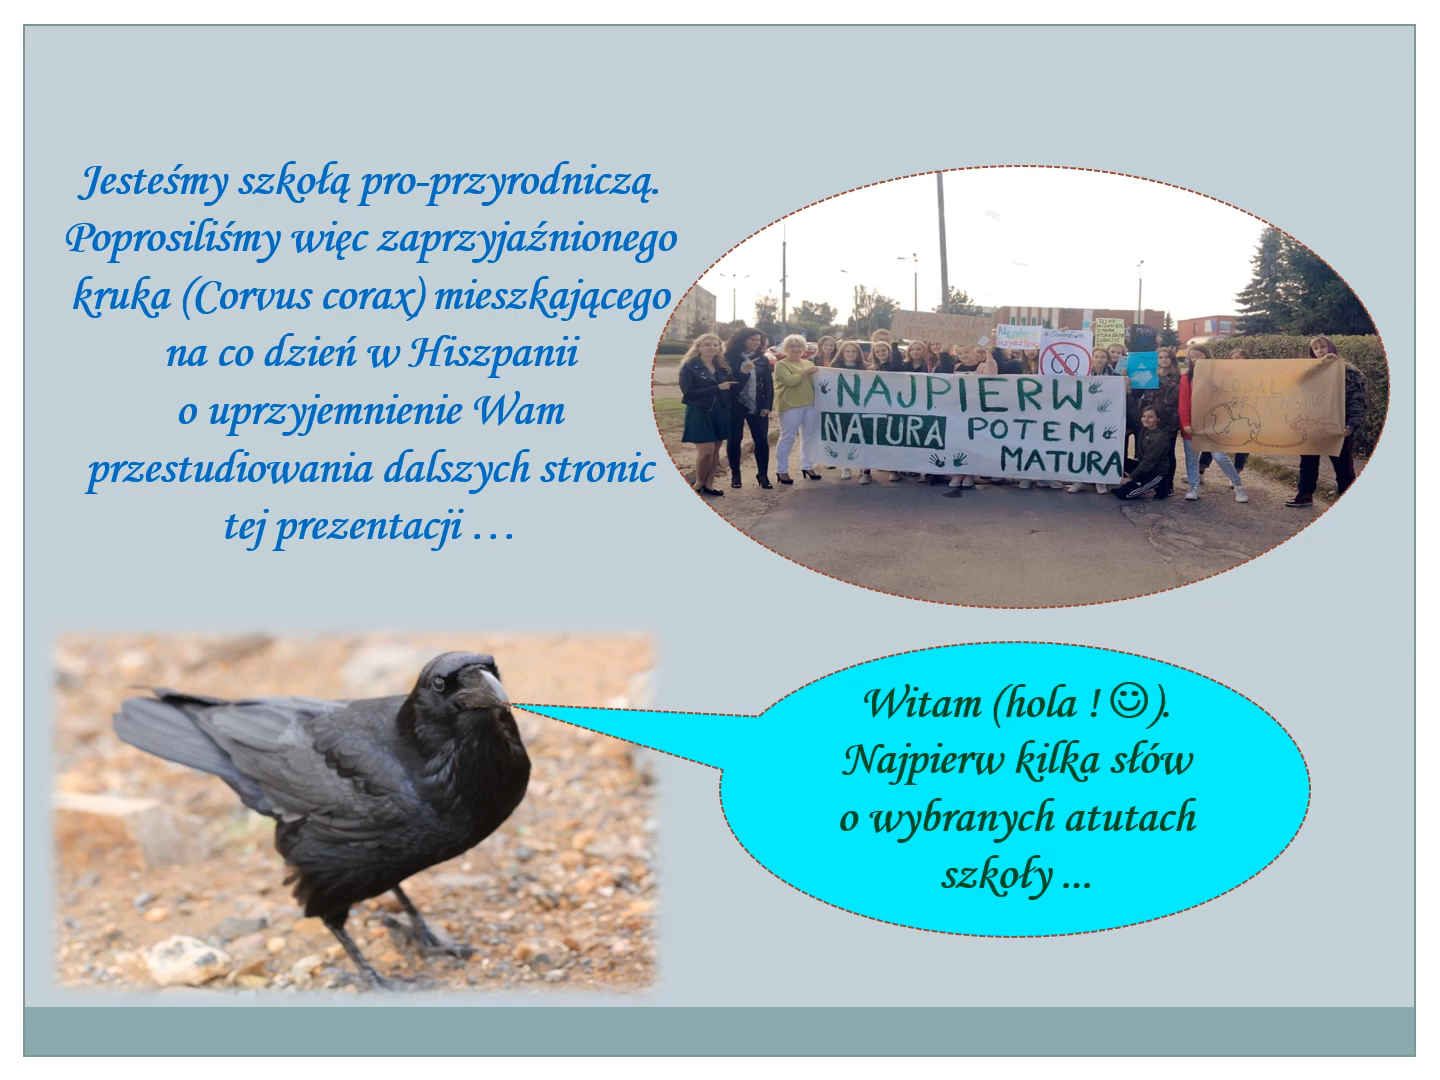 Jesteśmy szkołą pro-przyrodniczą.
Poprosiliśmy więc zaprzyjaźnionego
kruka (Corvus corax) mieszkającego
na co dzień w Hiszpanii
o uprzyjemnienie Wam
przestudiowania dalszych stronic
tej prezentacji …
NAJPIERW
NATURA POTEM
MATURA
GLOBAL
Witam (hola ! ☺).
Najpierw kilka słów
o wybranych atutach
szkoły ...